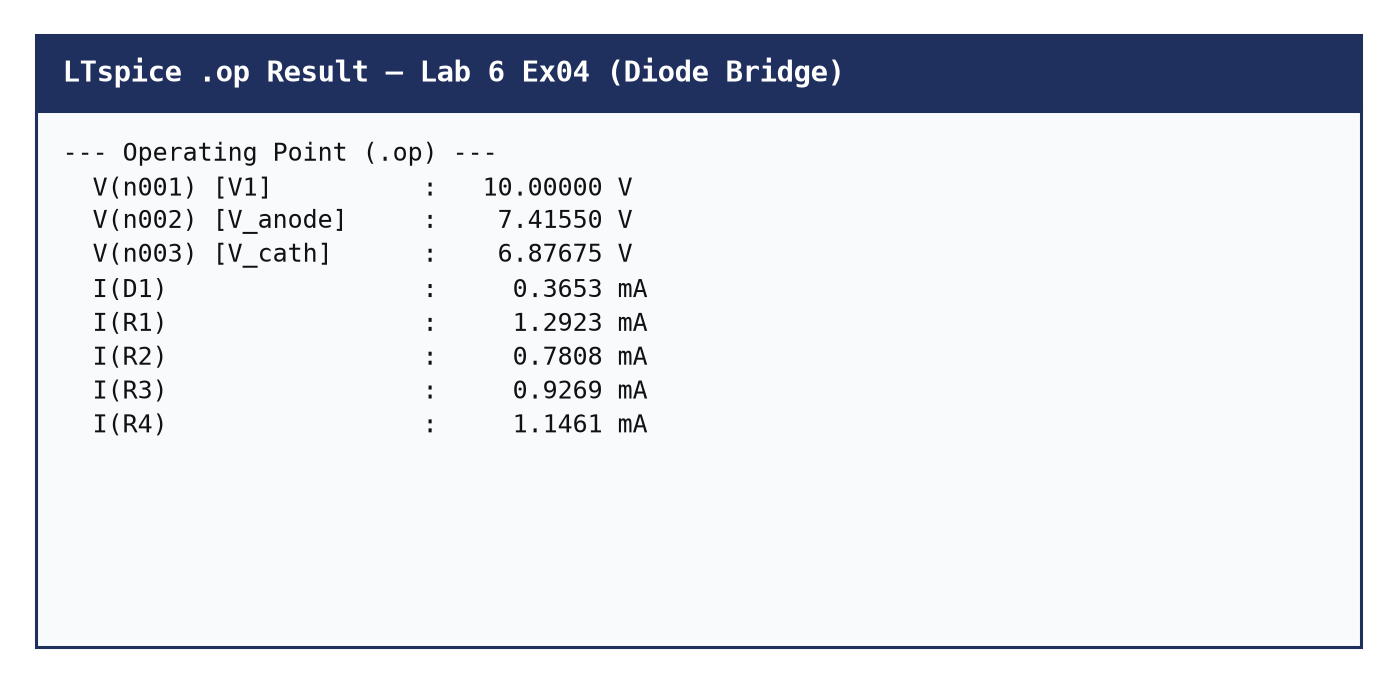 LTspice .op Result — Lab 6 Ex04 (Diode Bridge)
--- Operating Point (.op) ---
V(n001) [V1] : 10.00000 V
V(n002) [V_anode] : 7.41550 V
V(n003) [V_cath] : 6.87675 V
I(D1) : 0.3653 mA
I(R1) : 1.2923 mA
I(R2) : 0.7808 mA
I(R3) : 0.9269 mA
I(R4) : 1.1461 mA